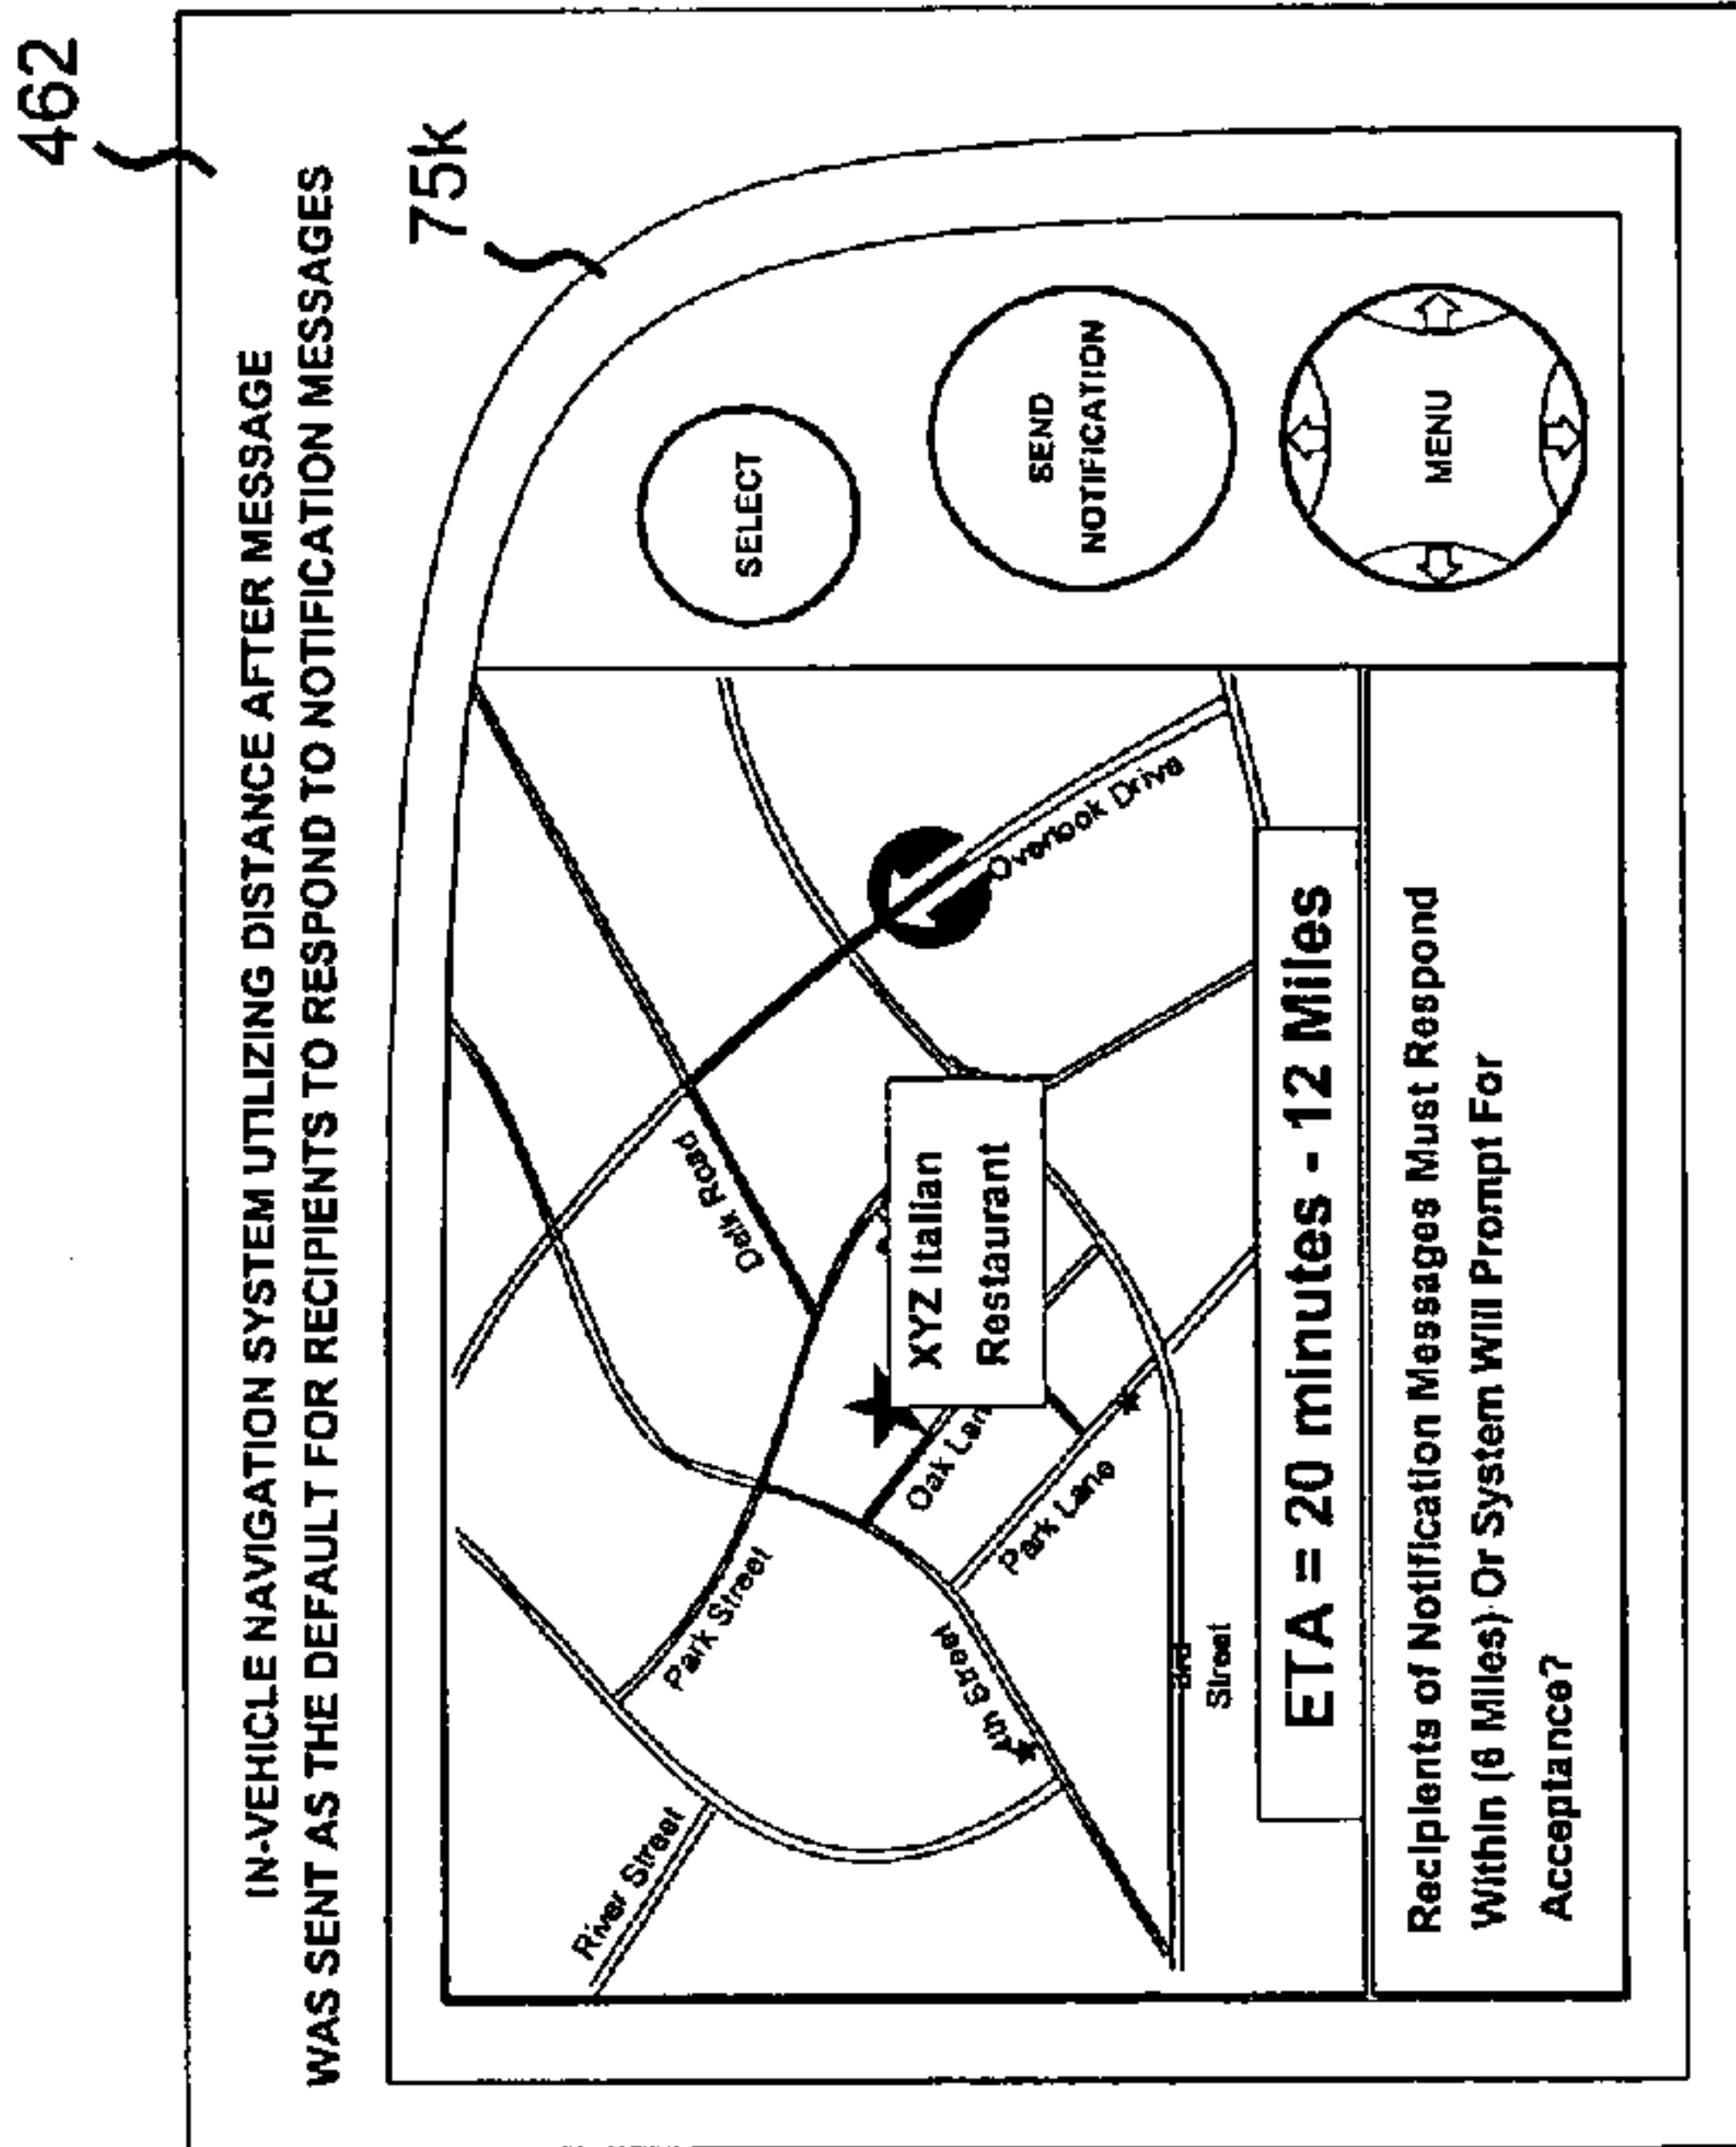 462
IN-VEHICLE NAVIGATION SYSTEM UTILIZING DISTANCE AFTER MESSAGE
WAS SENT AS THE DEFAULT FOR RECIPIENTS TO RESPOND TO NOTIFICATION MESSAGES
75k
River Street
Park Street
Oelk Road
Overlook Drive
XYZ Italian
Restaurant
Oak Lane
Park Lane
Street
Street
ETA = 20 minutes - 12 Miles
Recipients of Notification Messages Must Respond
Within (6 Miles) Or System Will Prompt For
Acceptance?
SELECT
SEND
NOTIFICATION
MENU